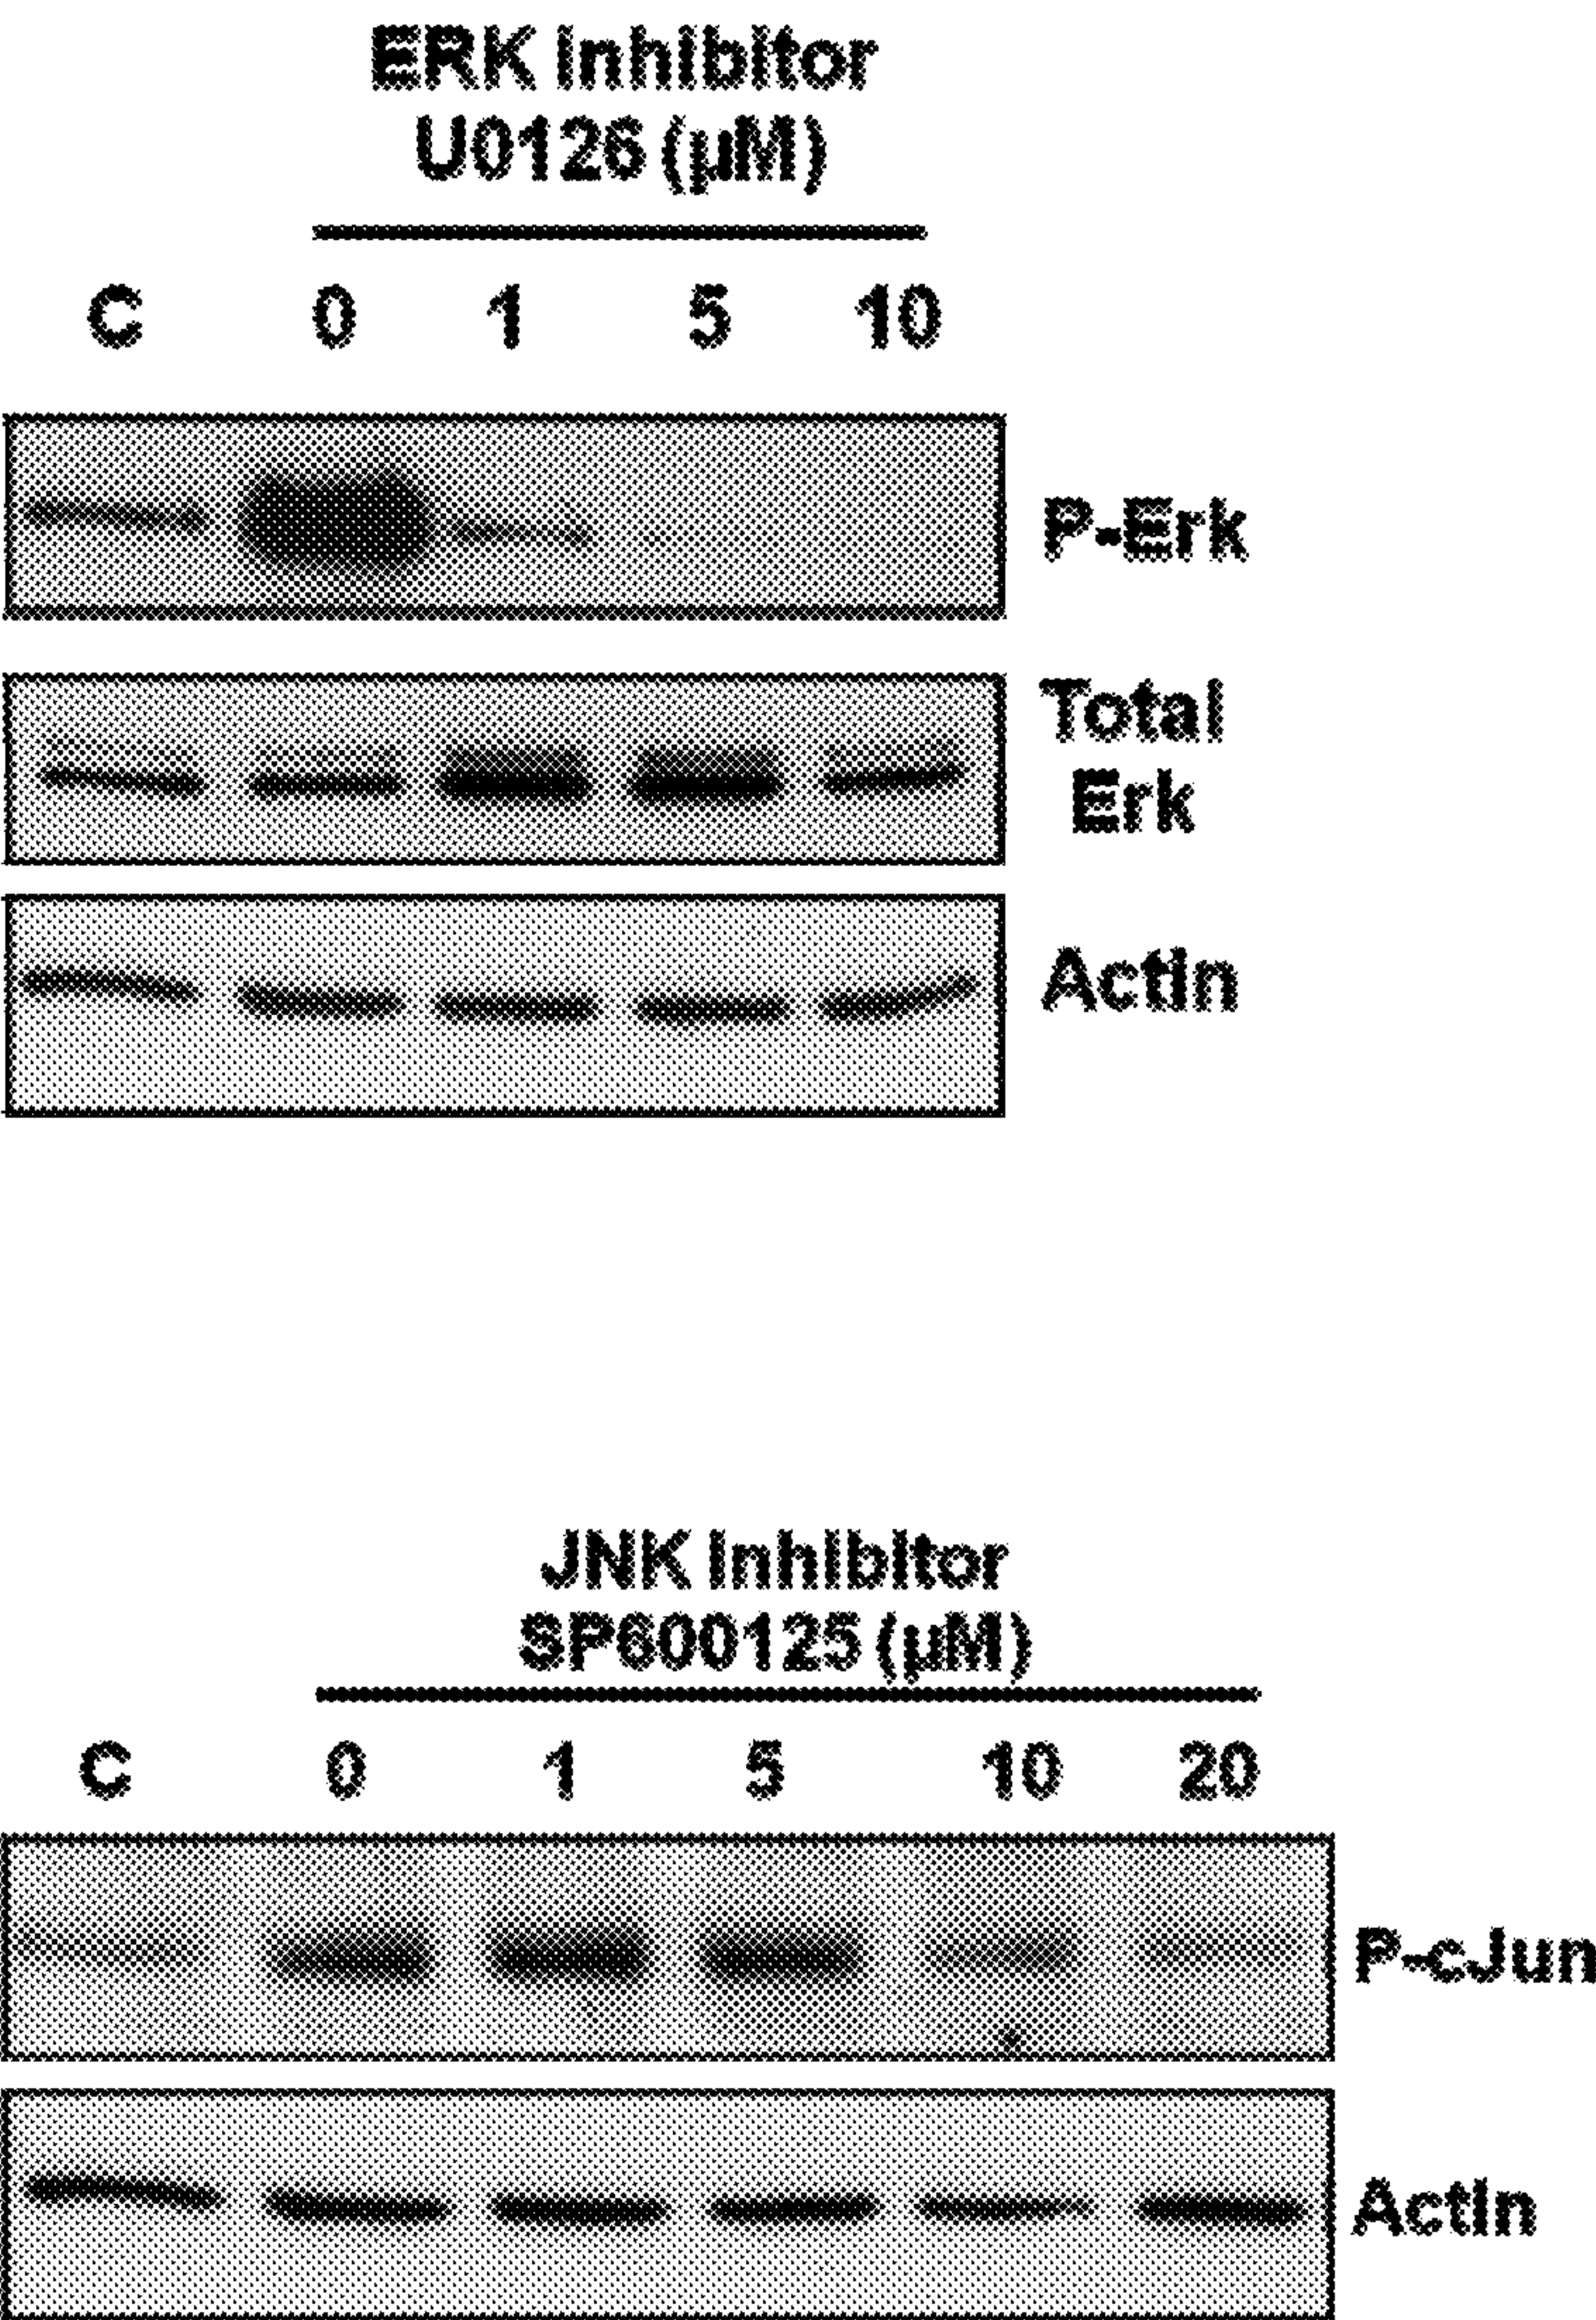 ERK inhibitor
U0126 (µM)
C 0 1 5 10
P-Erk
Total
Erk
Actin
JNK inhibitor
SP600125 (µM)
C 0 1 5 10 20
P-cJun
Actin